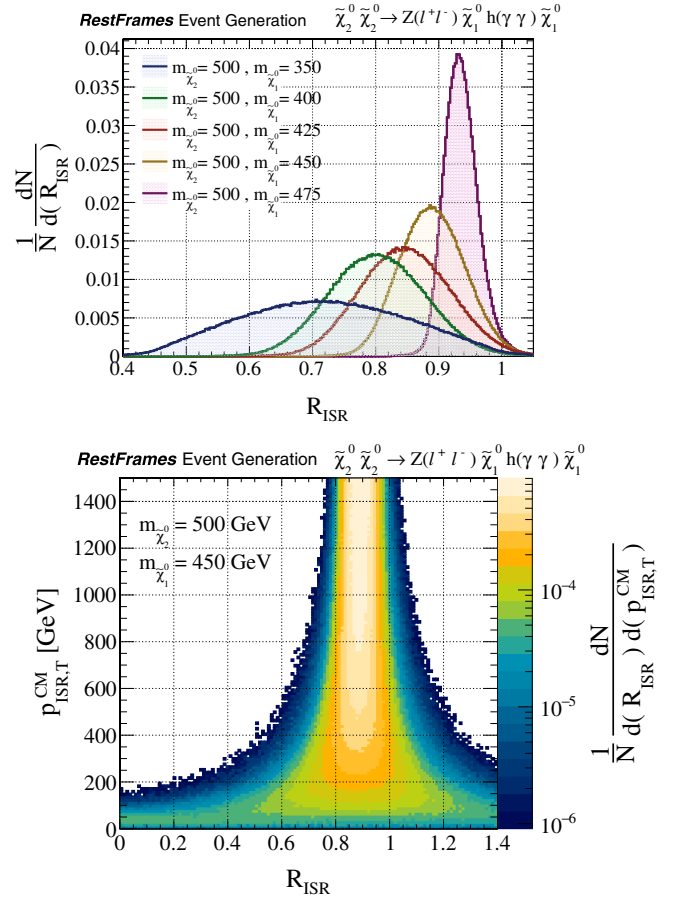 RestFrames Event Generation χ̃₂⁰ χ̃₂⁰ → Z(l⁺l⁻) χ̃₁⁰ h(γ γ) χ̃₁⁰
m_χ̃₂⁰ = 500 , m_χ̃₁⁰ = 350
m_χ̃₂⁰ = 500 , m_χ̃₁⁰ = 400
m_χ̃₂⁰ = 500 , m_χ̃₁⁰ = 425
m_χ̃₂⁰ = 500 , m_χ̃₁⁰ = 450
m_χ̃₂⁰ = 500 , m_χ̃₁⁰ = 475
0.04
0.035
0.03
0.025
0.02
0.015
0.01
0.005
0
1/N dN/d( R_ISR )
0.4 0.5 0.6 0.7 0.8 0.9 1
R_ISR
RestFrames Event Generation χ̃₂⁰ χ̃₂⁰ → Z(l⁺ l⁻) χ̃₁⁰ h(γ γ) χ̃₁⁰
m_χ̃₂⁰ = 500 GeV
m_χ̃₁⁰ = 450 GeV
1400
1200
1000
800
600
400
200
0
p_ISR,T^CM [GeV]
0 0.2 0.4 0.6 0.8 1 1.2 1.4
R_ISR
10⁻⁴
10⁻⁵
10⁻⁶
1/N dN/d( R_ISR ) d( p_ISR,T^CM )